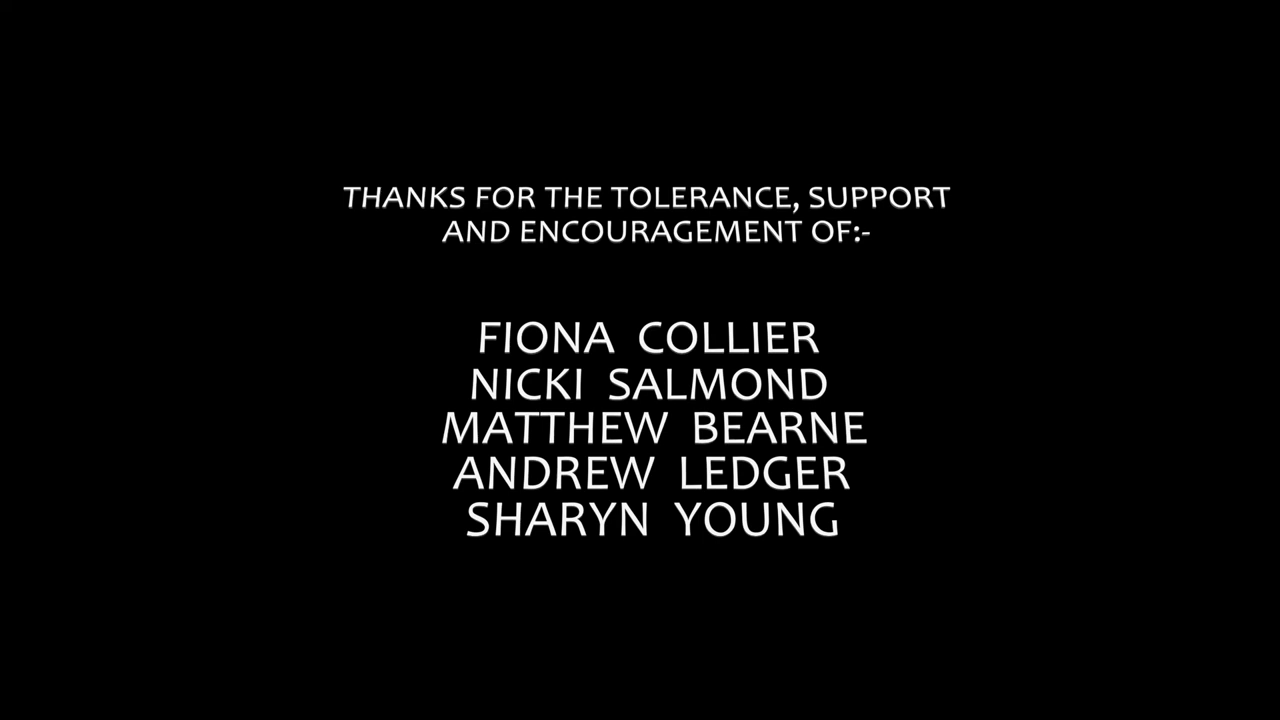 THANKS FOR THE TOLERANCE, SUPPORT
AND ENCOURAGEMENT OF:-
FIONA COLLIER
NICKI SALMOND
MATTHEW BEARNE
ANDREW LEDGER
SHARYN YOUNG